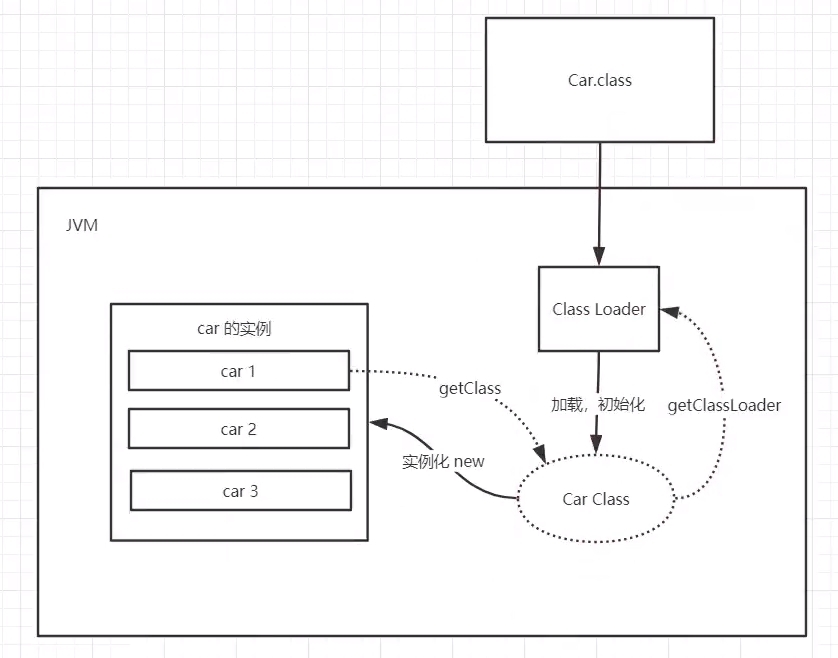 Car.class
JVM
Class Loader
car 的实例
car 1
getClass
加载，初始化
getClassLoader
car 2
实例化 new
car 3
Car Class